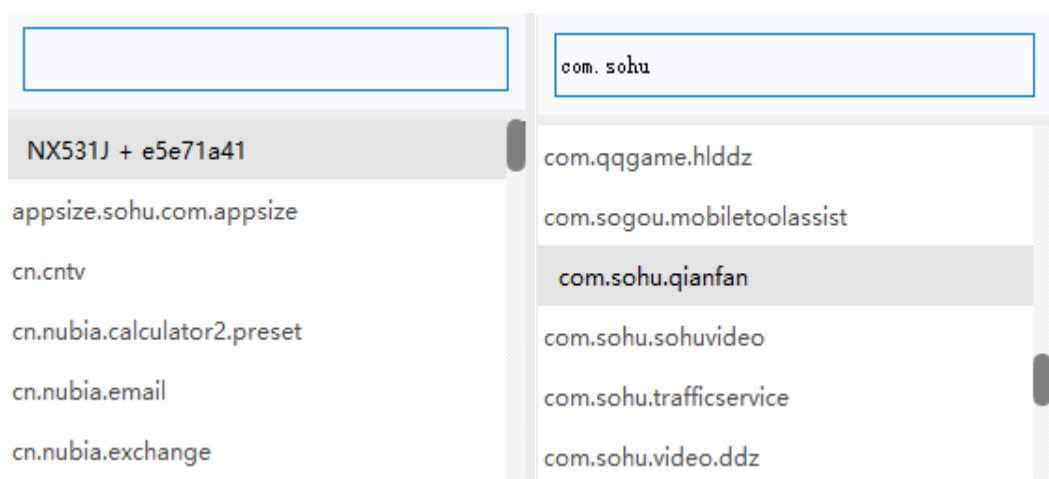 NX531J + e5e71a41
appsize.sohu.com.appsize
cn.cntv
cn.nubia.calculator2.preset
cn.nubia.email
cn.nubia.exchange
com.sohu
com.qqgame.hlddz
com.sogou.mobiletoolassist
com.sohu.qianfan
com.sohu.sohuvideo
com.sohu.trafficservice
com.sohu.video.ddz